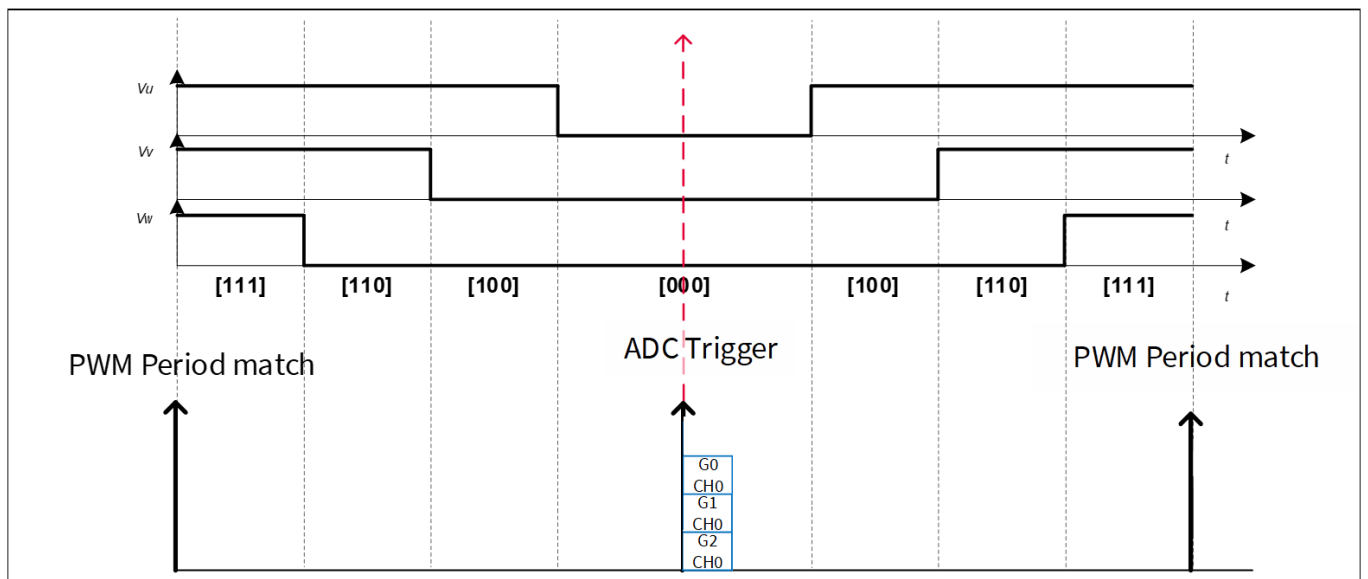 Vu
t
Vv
t
Vw
t
[111] [110] [100] [000] [100] [110] [111]
PWM Period match
ADC Trigger
PWM Period match
G0
CH0
G1
CH0
G2
CH0